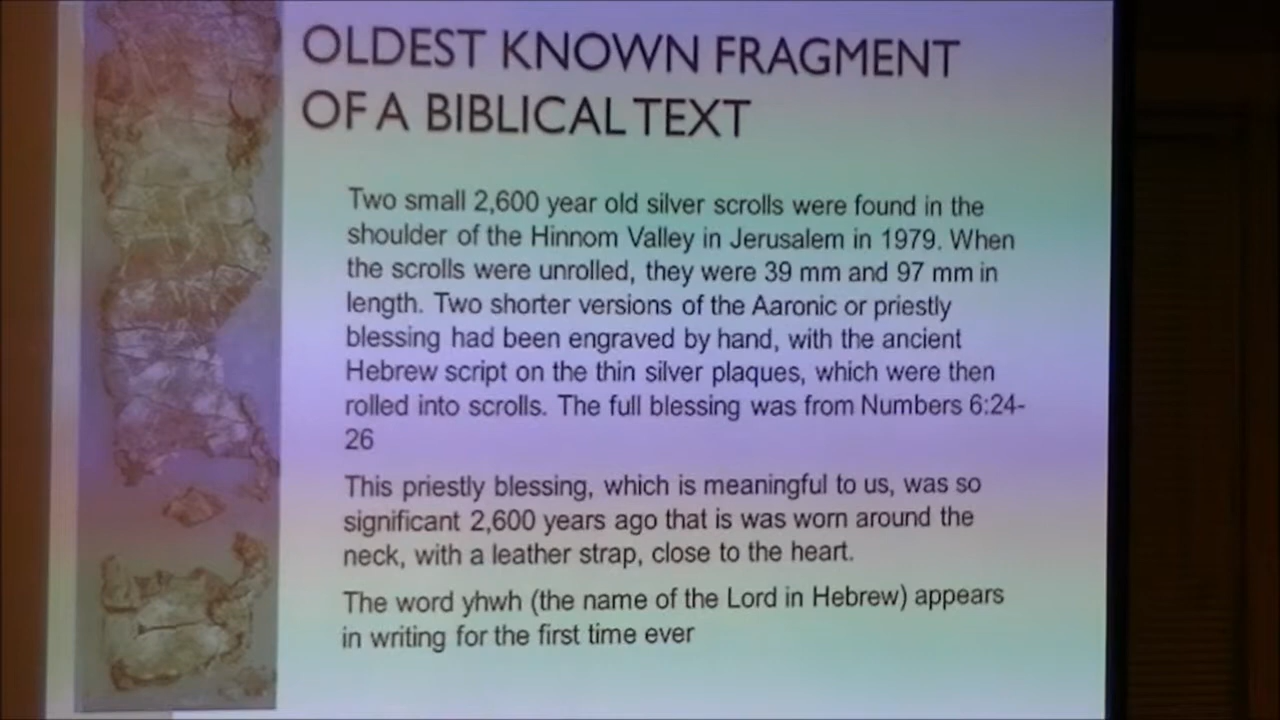 OLDEST KNOWN FRAGMENT
OF A BIBLICAL TEXT
Two small 2,600 year old silver scrolls were found in the
shoulder of the Hinnom Valley in Jerusalem in 1979. When
the scrolls were unrolled, they were 39 mm and 97 mm in
length. Two shorter versions of the Aaronic or priestly
blessing had been engraved by hand, with the ancient
Hebrew script on the thin silver plaques, which were then
rolled into scrolls. The full blessing was from Numbers 6:24-
26
This priestly blessing, which is meaningful to us, was so
significant 2,600 years ago that is was worn around the
neck, with a leather strap, close to the heart.
The word yhwh (the name of the Lord in Hebrew) appears
in writing for the first time ever